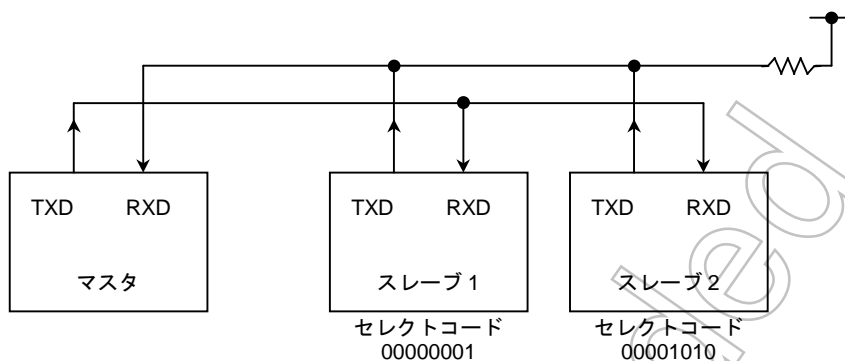 TXD RXD TXD RXD TXD RXD
マスタ スレーブ1 スレーブ2
セレクトコード セレクトコード
00000001 00001010